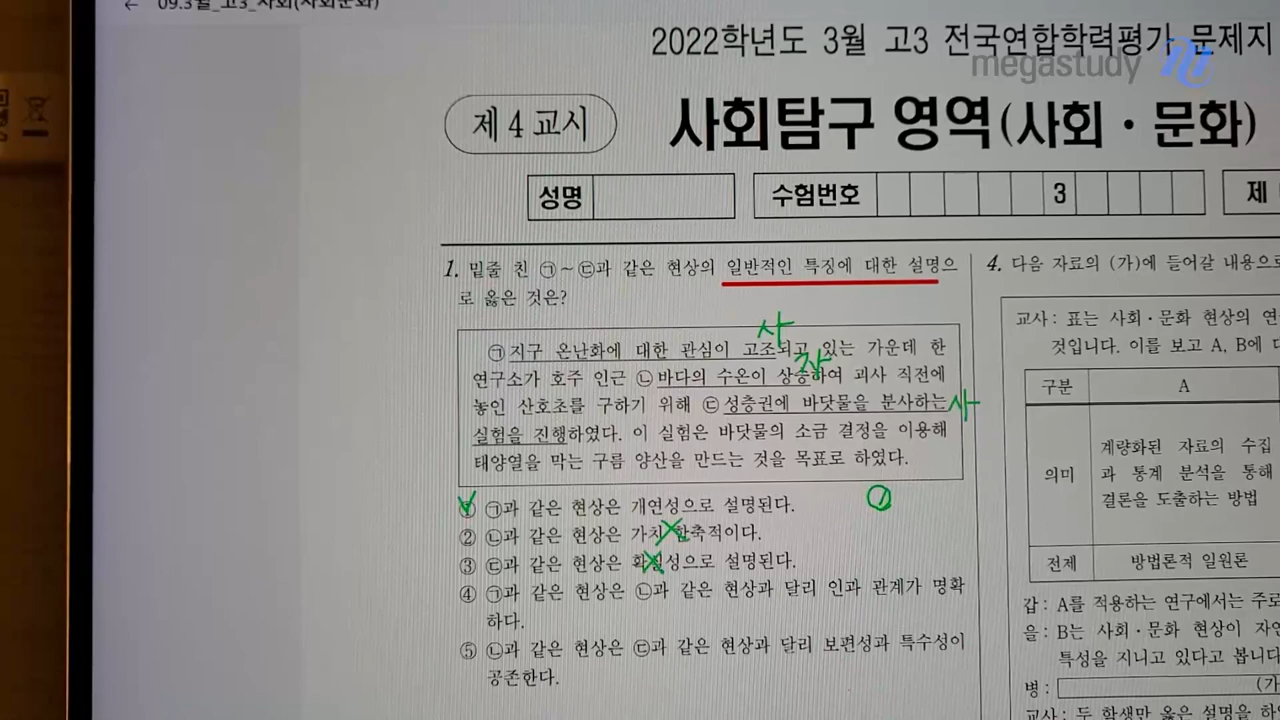 ← 09.3월_고3_사회(사회문화)
2022학년도 3월 고3 전국연합학력평가 문제지
megastudy
제 4 교시
사회탐구 영역(사회·문화)
성명
수험번호
3
제
1. 밑줄 친 ㉠~㉢과 같은 현상의 일반적인 특징에 대한 설명으
로 옳은 것은?
사
㉠지구 온난화에 대한 관심이 고조되고 있는 가운데 한
자
연구소가 호주 인근 ㉡바다의 수온이 상승하여 괴사 직전에
놓인 산호초를 구하기 위해 ㉢성층권에 바닷물을 분사하는
사
실험을 진행하였다. 이 실험은 바닷물의 소금 결정을 이용해
태양열을 막는 구름 양산을 만드는 것을 목표로 하였다.
① ㉠과 같은 현상은 개연성으로 설명된다.
② ㉡과 같은 현상은 가치 함축적이다.
③ ㉢과 같은 현상은 확실성으로 설명된다.
④ ㉠과 같은 현상은 ㉡과 같은 현상과 달리 인과 관계가 명확
하다.
⑤ ㉡과 같은 현상은 ㉢과 같은 현상과 달리 보편성과 특수성이
공존한다.
4. 다음 자료의 (가)에 들어갈 내용으로
교사: 표는 사회·문화 현상의 연
것입니다. 이를 보고 A, B에 대
구분 A
의미
계량화된 자료의 수집
과 통계 분석을 통해
결론을 도출하는 방법
전제 방법론적 일원론
갑: A를 적용하는 연구에서는 주로
을: B는 사회·문화 현상이 자연
특성을 지니고 있다고 봅니다
병: (가
교사: 두 학생만 옳은 설명을 하였